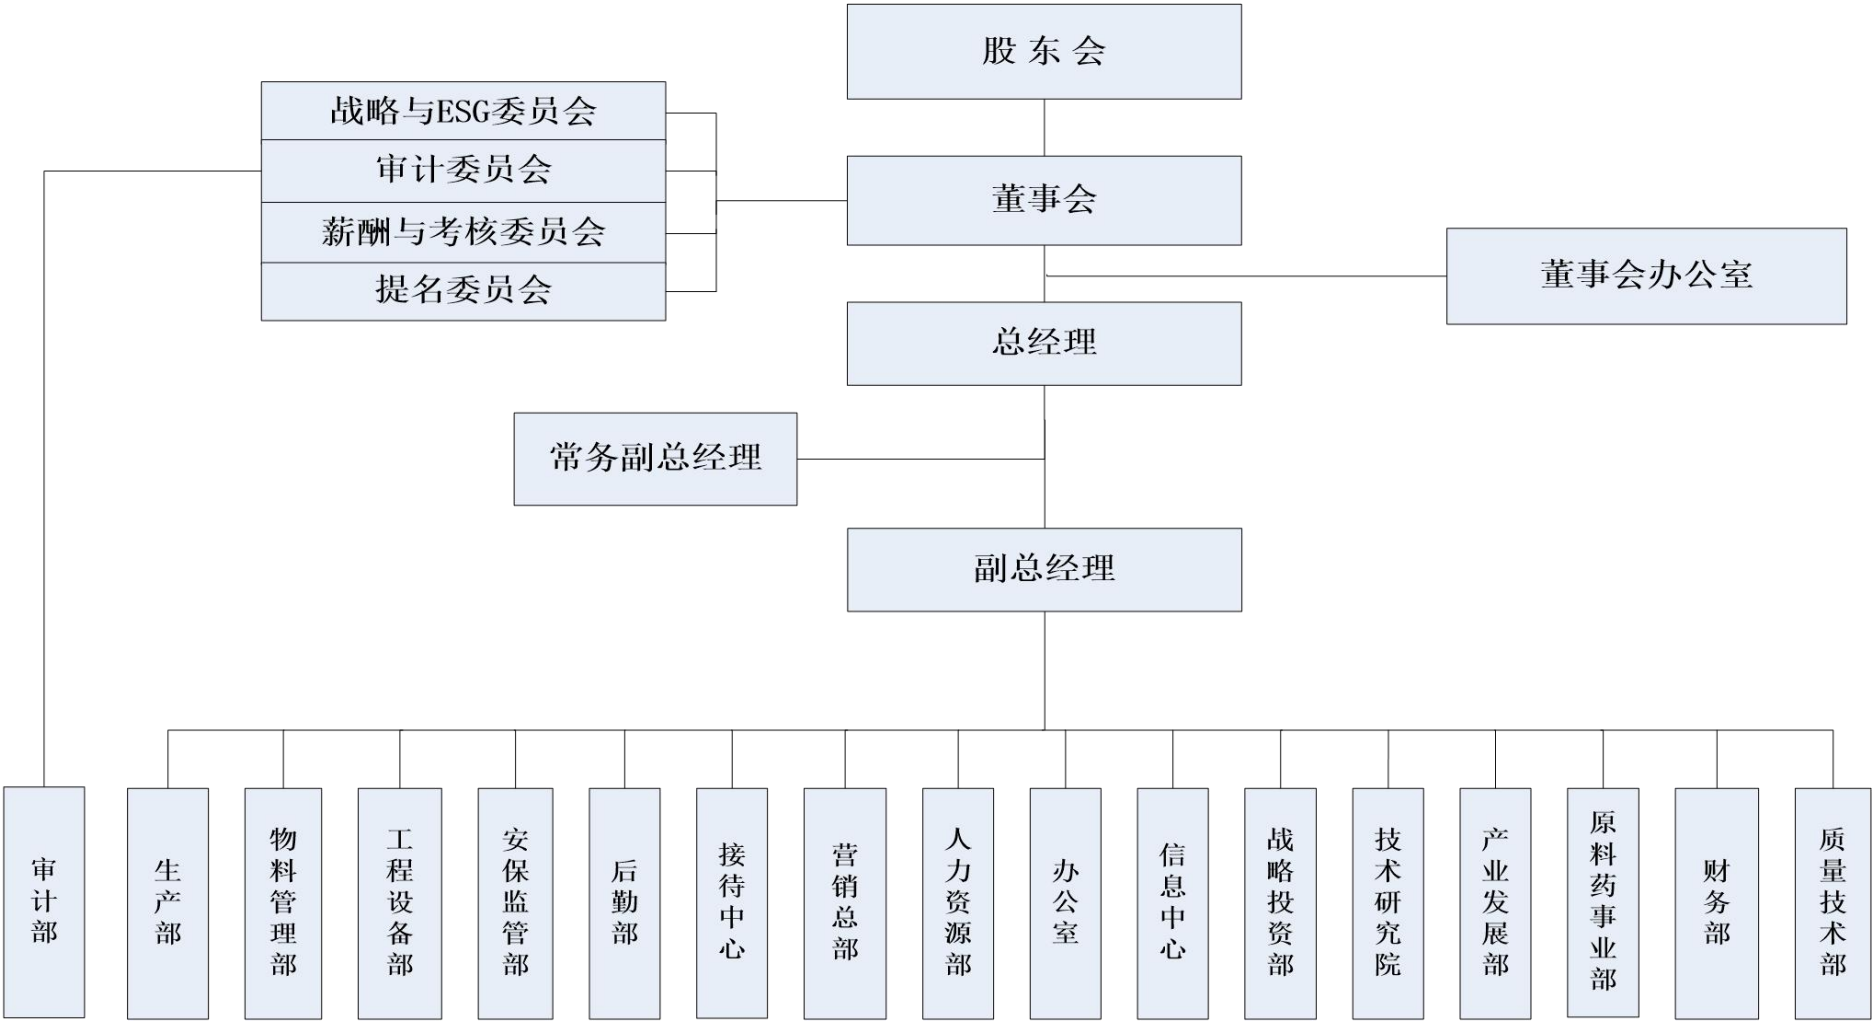 股东会
战略与ESG委员会
审计委员会
董事会
薪酬与考核委员会
提名委员会
董事会办公室
总经理
常务副总经理
副总经理
审计部
生产部
物料管理部
工程设备部
安保监管部
后勤部
接待中心
营销总部
人力资源部
办公室
信息中心
战略投资部
技术研究院
产业发展部
原料药事业部
财务部
质量技术部